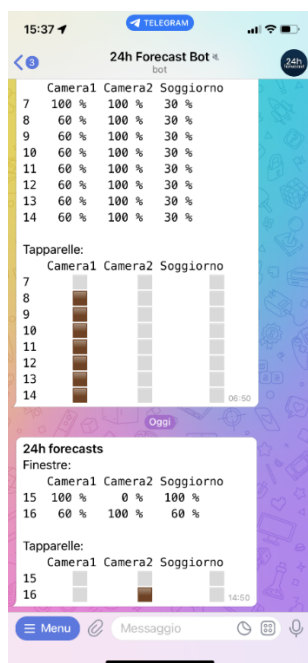 15:37
TELEGRAM
3
24h Forecast Bot
bot
24h
forecast
Camera1 Camera2 Soggiorno
7 100 % 100 % 30 %
8 60 % 100 % 30 %
9 60 % 100 % 30 %
10 60 % 100 % 30 %
11 60 % 100 % 30 %
12 60 % 100 % 30 %
13 60 % 100 % 30 %
14 60 % 100 % 30 %
Tapparelle:
Camera1 Camera2 Soggiorno
7
8
9
10
11
12
13
14
06:50
Oggi
24h forecasts
Finestre:
Camera1 Camera2 Soggiorno
15 100 % 0 % 100 %
16 60 % 100 % 60 %
Tapparelle:
Camera1 Camera2 Soggiorno
15
16
14:50
Menu
Messaggio